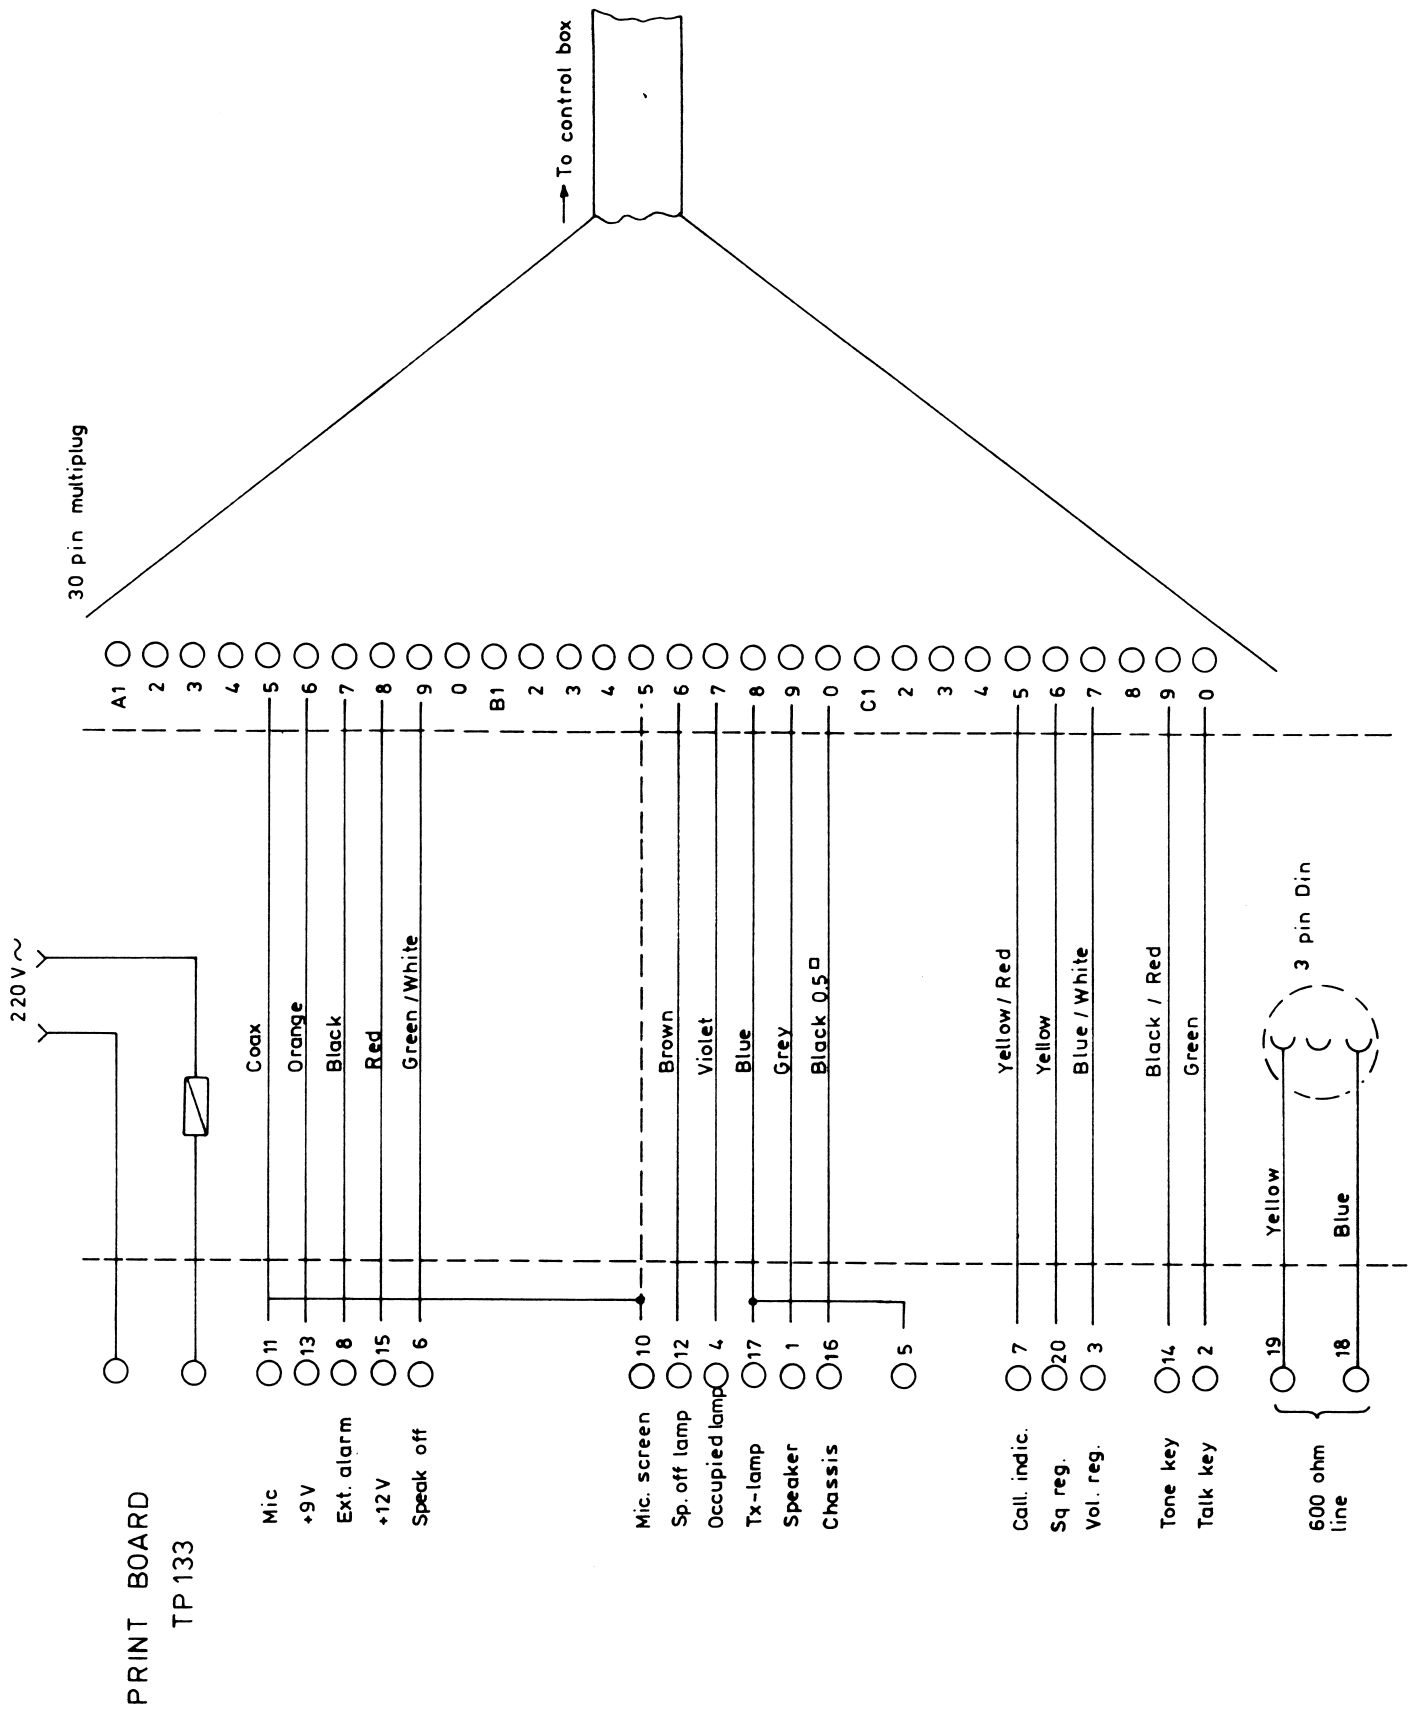 PRINT BOARD
TP 133
220V~
30 pin multiplug
→ To control box
Mic
11
Coax
+9V
13
Orange
Ext. alarm
8
Black
+12V
15
Red
Speak off
6
Green/White
Mic. screen
10
Sp. off lamp
12
Brown
Occupied lamp
4
Violet
Tx-lamp
17
Blue
Speaker
1
Grey
Chassis
16
Black 0.5 □
5
Call. indic.
7
Yellow/Red
Sq reg.
20
Yellow
Vol. reg.
3
Blue/White
Tone key
14
Black/Red
Talk key
2
Green
600 ohm
line
19
Yellow
18
Blue
3 pin Din
A1
2
3
4
5
6
7
8
9
0
B1
2
3
4
5
6
7
8
9
0
C1
2
3
4
5
6
7
8
9
0